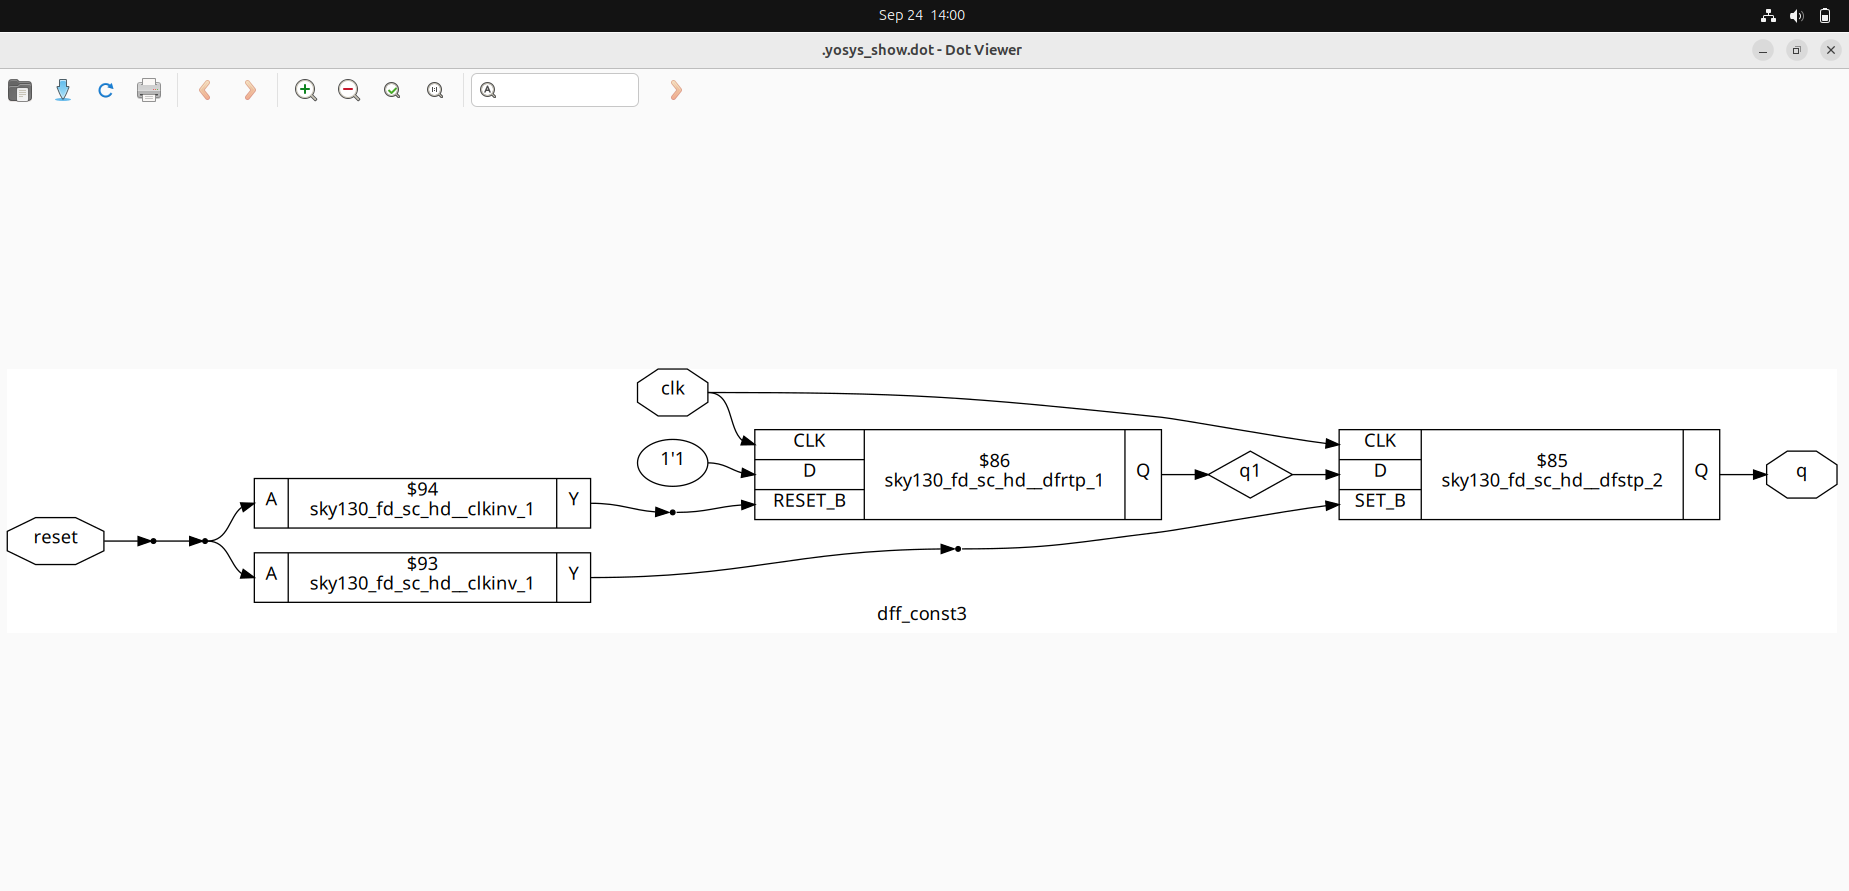 Sep 24 14:00
.yosys_show.dot - Dot Viewer
clk
1'1
CLK
D
RESET_B
$86
sky130_fd_sc_hd__dfrtp_1
Q
q1
CLK
D
SET_B
$85
sky130_fd_sc_hd__dfstp_2
Q
q
reset
A
$94
sky130_fd_sc_hd__clkinv_1
Y
A
$93
sky130_fd_sc_hd__clkinv_1
Y
dff_const3